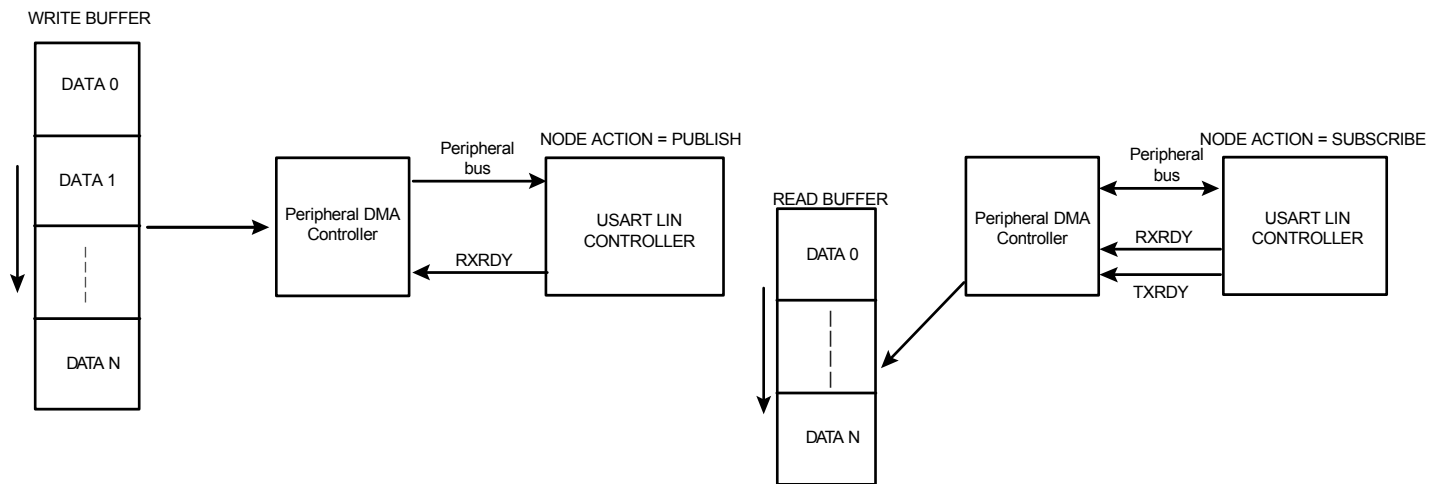 WRITE BUFFER
DATA 0
DATA 1
DATA N
Peripheral DMA
Controller
Peripheral
bus
RXRDY
NODE ACTION = PUBLISH
USART LIN
CONTROLLER
READ BUFFER
DATA 0
DATA N
Peripheral DMA
Controller
Peripheral
bus
RXRDY
TXRDY
NODE ACTION = SUBSCRIBE
USART LIN
CONTROLLER